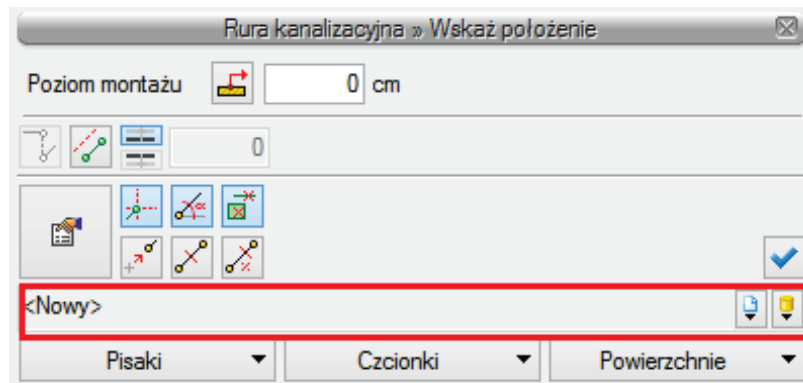 Rura kanalizacyjna » Wskaż położenie
Poziom montażu 0 cm
0
<Nowy>
Pisaki Czcionki Powierzchnie